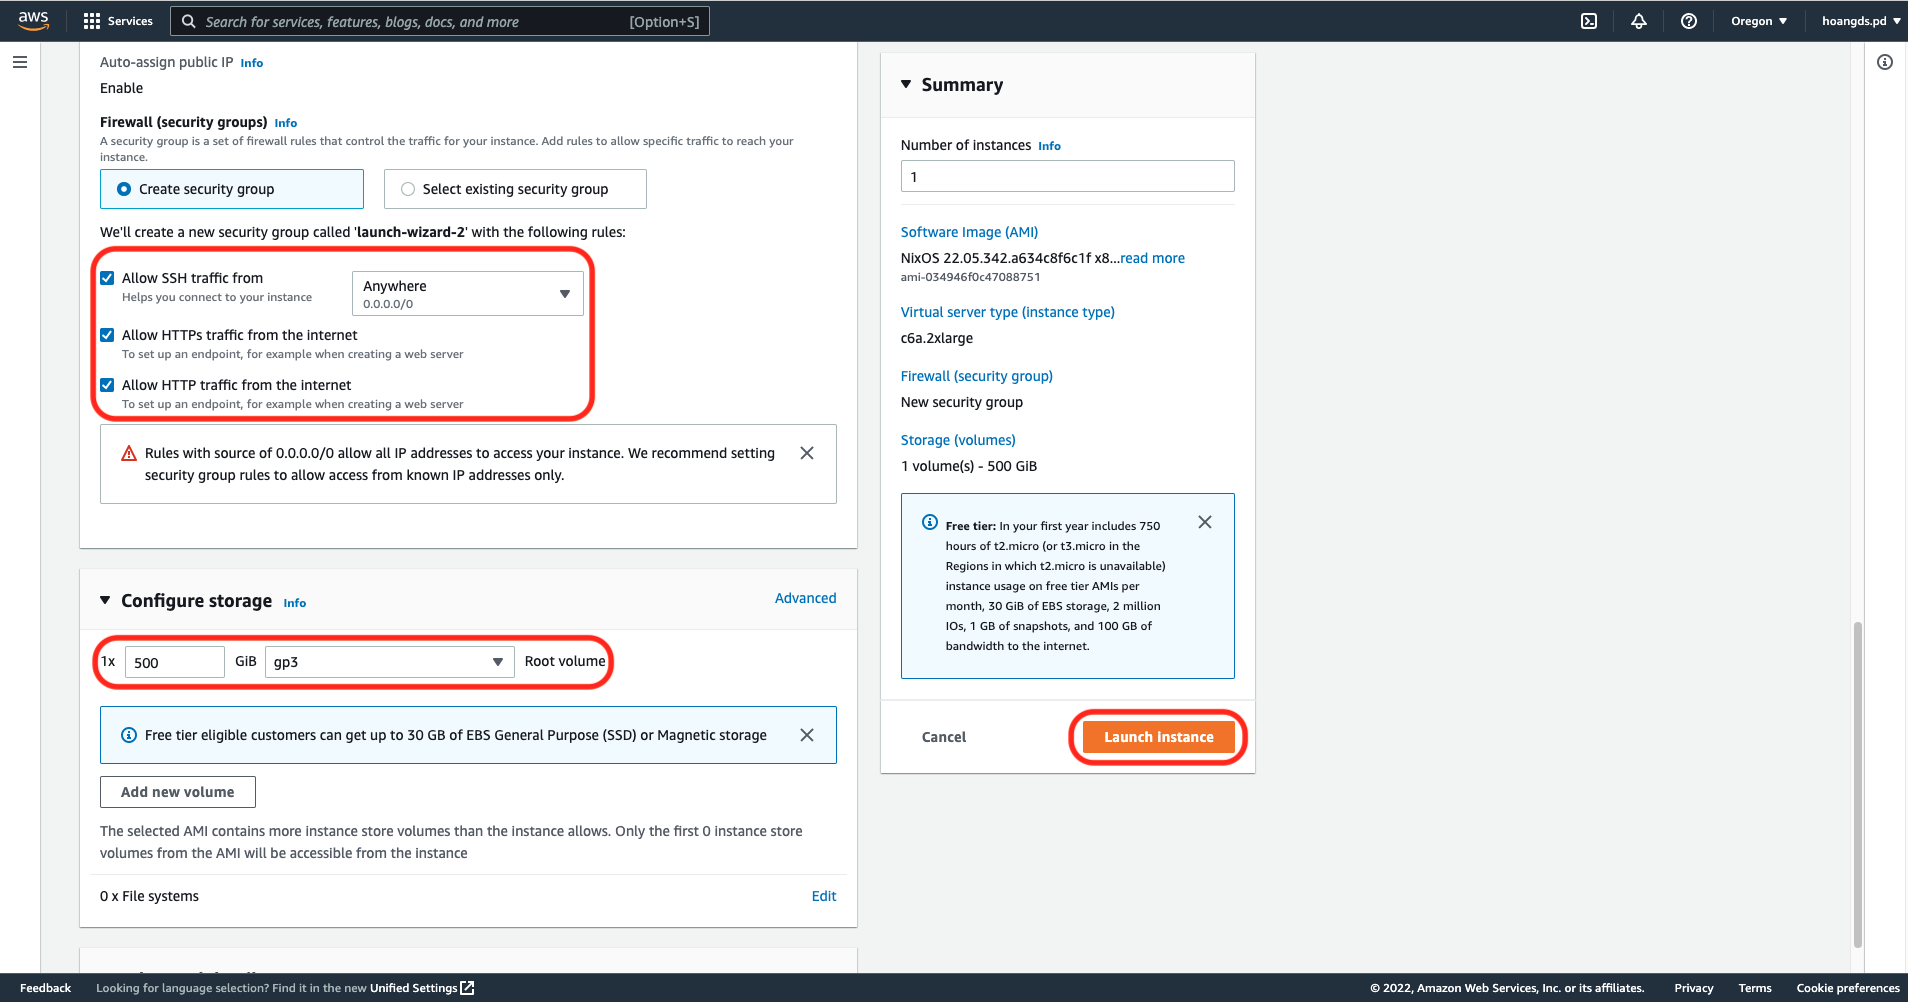 aws
Services
Search for services, features, blogs, docs, and more
[Option+S]
Oregon
hoangds.pd
Auto-assign public IP Info
Enable
Firewall (security groups) Info
A security group is a set of firewall rules that control the traffic for your instance. Add rules to allow specific traffic to reach your
instance.
Create security group
Select existing security group
We'll create a new security group called 'launch-wizard-2' with the following rules:
Allow SSH traffic from
Helps you connect to your instance
Anywhere
0.0.0.0/0
Allow HTTPs traffic from the internet
To set up an endpoint, for example when creating a web server
Allow HTTP traffic from the internet
To set up an endpoint, for example when creating a web server
Rules with source of 0.0.0.0/0 allow all IP addresses to access your instance. We recommend setting
security group rules to allow access from known IP addresses only.
Configure storage Info
Advanced
1x
500
GiB
gp3
Root volume
Free tier eligible customers can get up to 30 GB of EBS General Purpose (SSD) or Magnetic storage
Add new volume
The selected AMI contains more instance store volumes than the instance allows. Only the first 0 instance store
volumes from the AMI will be accessible from the instance
0 x File systems
Edit
Summary
Number of instances Info
1
Software Image (AMI)
NixOS 22.05.342.a634c8f6c1f x8...read more
ami-034946f0c47088751
Virtual server type (instance type)
c6a.2xlarge
Firewall (security group)
New security group
Storage (volumes)
1 volume(s) - 500 GiB
Free tier: In your first year includes 750
hours of t2.micro (or t3.micro in the
Regions in which t2.micro is unavailable)
instance usage on free tier AMIs per
month, 30 GiB of EBS storage, 2 million
IOs, 1 GB of snapshots, and 100 GB of
bandwidth to the internet.
Cancel
Launch instance
Feedback
Looking for language selection? Find it in the new Unified Settings
© 2022, Amazon Web Services, Inc. or its affiliates.
Privacy
Terms
Cookie preferences